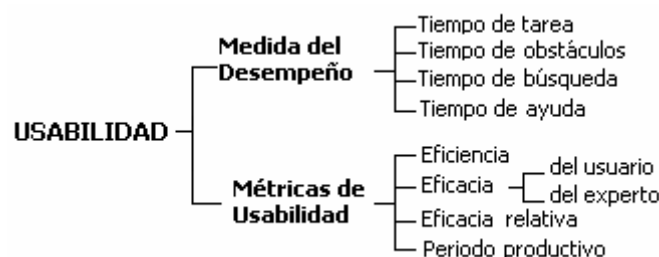 USABILIDAD
Medida del
Desempeño
Tiempo de tarea
Tiempo de obstáculos
Tiempo de búsqueda
Tiempo de ayuda
Métricas de
Usabilidad
Eficiencia
Eficacia
del usuario
del experto
Eficacia relativa
Periodo productivo